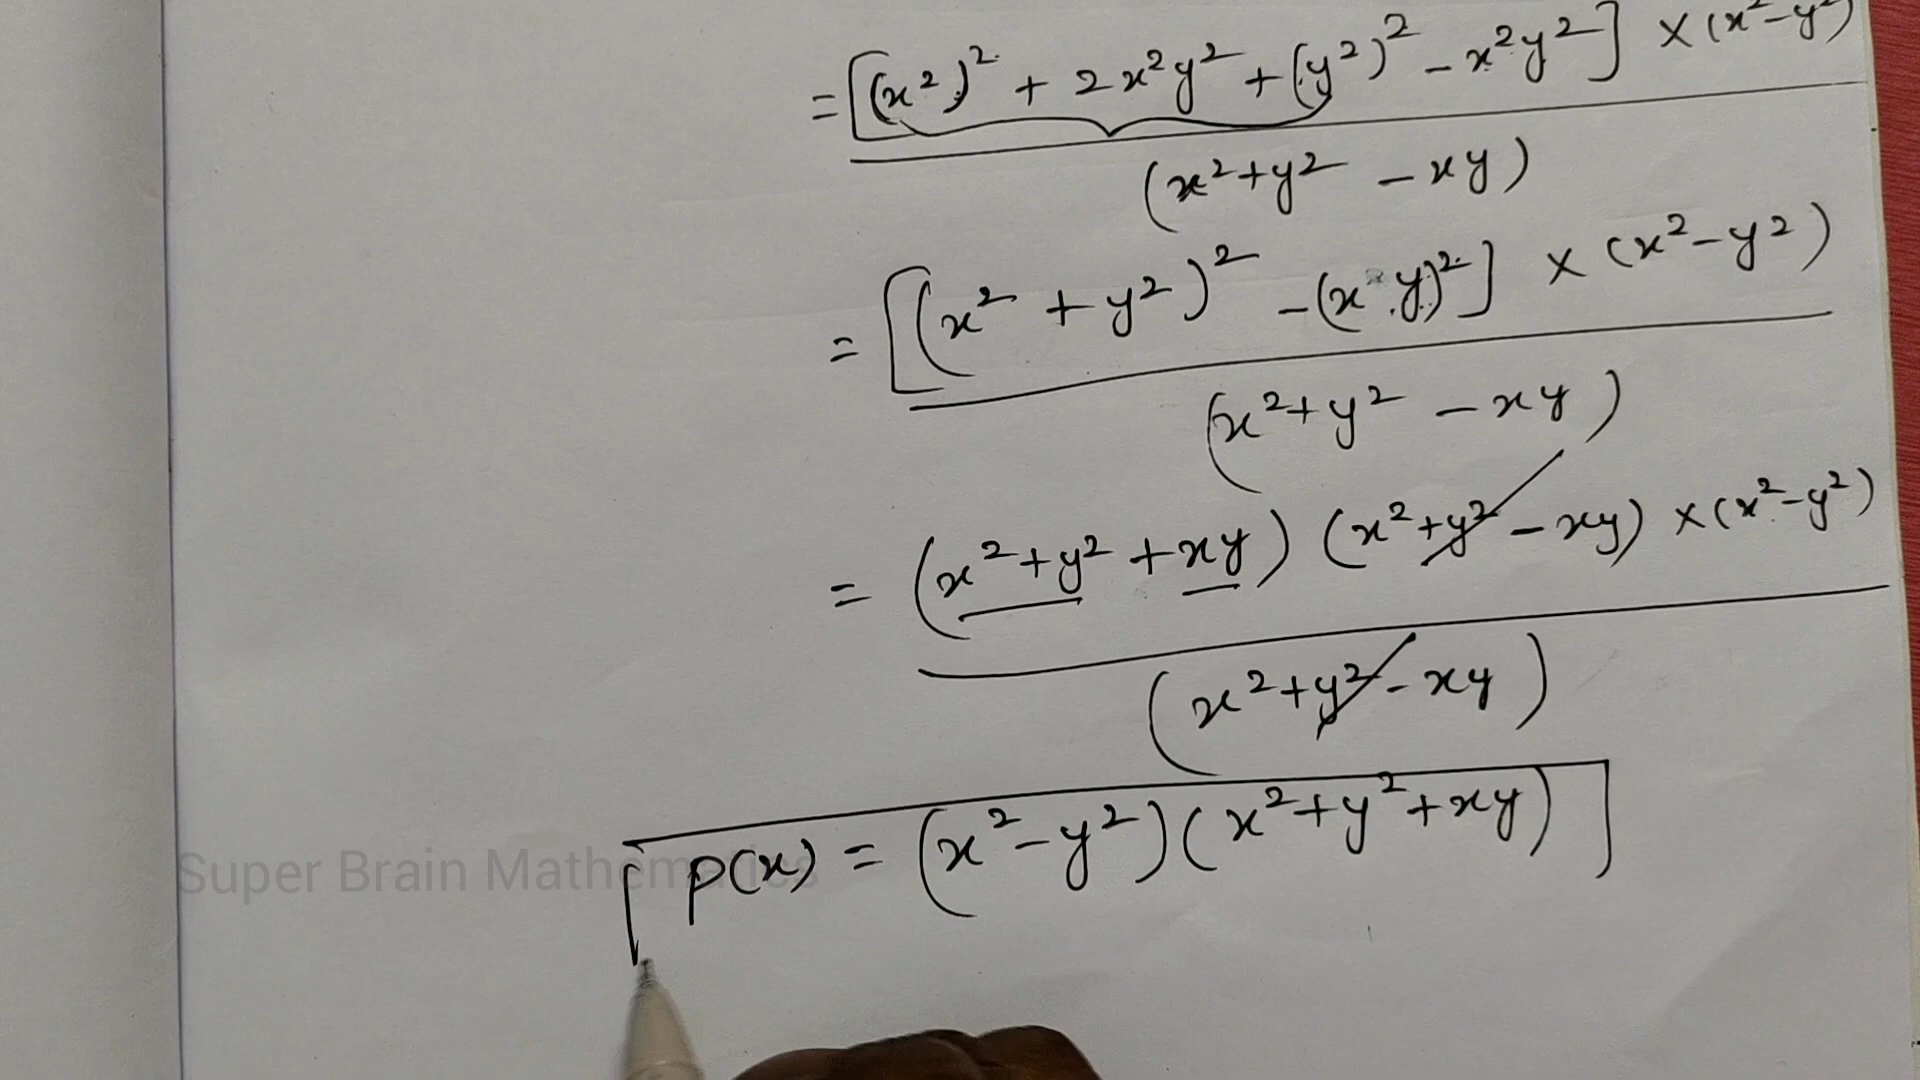 = [(x²)² + 2x²y² + (y²)² - x²y²] × (x²-y²)
(x²+y² - xy)
= [(x² + y²)² - (x y)²] × (x²-y²)
(x²+y² - xy)
= (x²+y² + xy) (x²+y² - xy) × (x²-y²)
(x²+y² - xy)
p(x) = (x²-y²)(x²+y²+xy)
Super Brain Mathematics